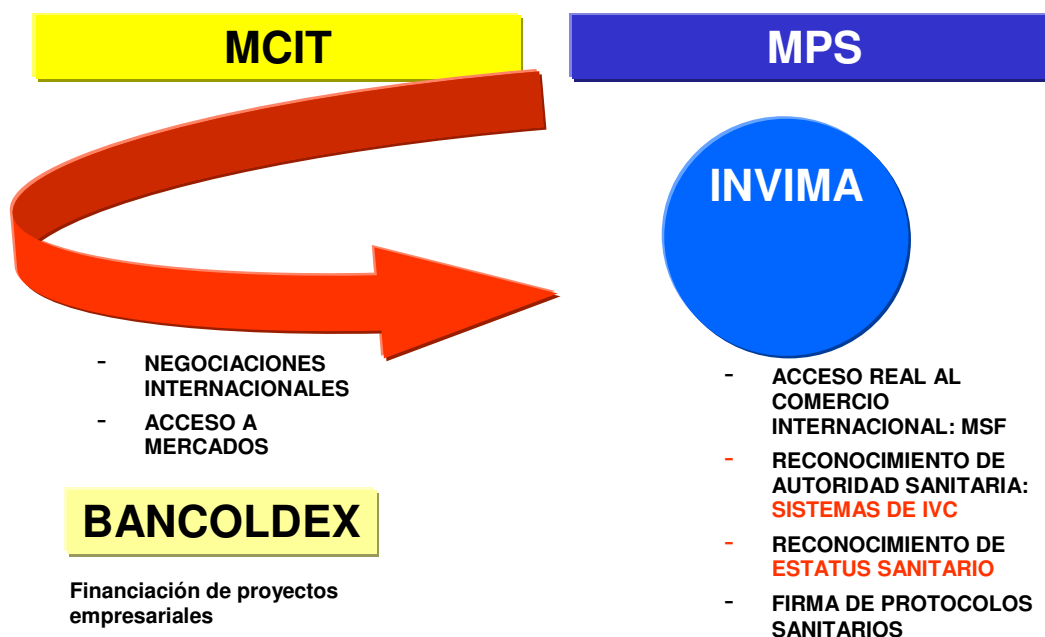 MCIT
- NEGOCIACIONES
INTERNACIONALES
- ACCESO A
MERCADOS
BANCOLDEX
Financiación de proyectos
empresariales
MPS
INVIMA
- ACCESO REAL AL
COMERCIO
INTERNACIONAL: MSF
- RECONOCIMIENTO DE
AUTORIDAD SANITARIA:
SISTEMAS DE IVC
- RECONOCIMIENTO DE
ESTATUS SANITARIO
- FIRMA DE PROTOCOLOS
SANITARIOS